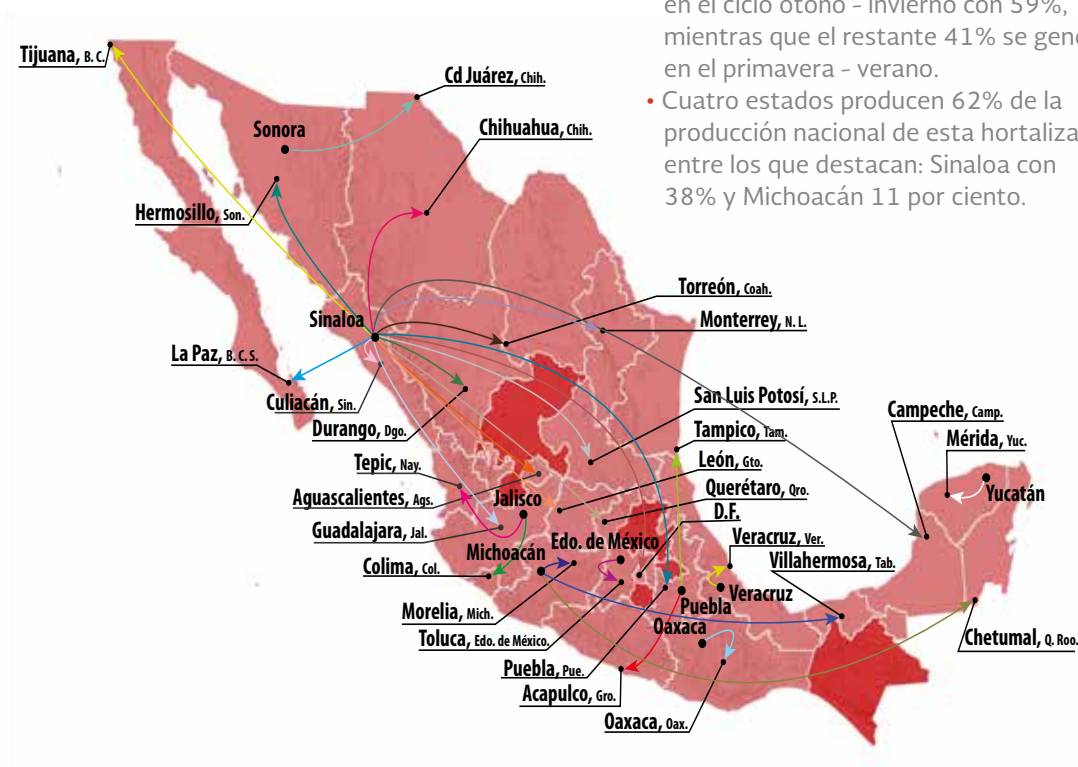 en el ciclo otoño - invierno con 59%,
mientras que el restante 41% se gene
en el primavera - verano.
• Cuatro estados producen 62% de la
producción nacional de esta hortaliza
entre los que destacan: Sinaloa con
38% y Michoacán 11 por ciento.
Tijuana, B. C.
Cd Juárez, Chih.
Sonora
Chihuahua, Chih.
Hermosillo, Son.
Torreón, Coah.
Sinaloa
Monterrey, N. L.
La Paz, B. C. S.
Culiacán, Sin.
San Luis Potosí, S.L.P.
Campeche, Camp.
Durango, Dgo.
Tampico, Tam.
Mérida, Yuc.
Tepic, Nay.
León, Gto.
Aguascalientes, Ags.
Jalisco
Querétaro, Qro.
Yucatán
D.F.
Guadalajara, Jal.
Edo. de México
Veracruz, Ver.
Michoacán
Villahermosa, Tab.
Colima, Col.
Veracruz
Morelia, Mich.
Puebla
Oaxaca
Toluca, Edo. de México.
Chetumal, Q. Roo.
Puebla, Pue.
Acapulco, Gro.
Oaxaca, Oax.